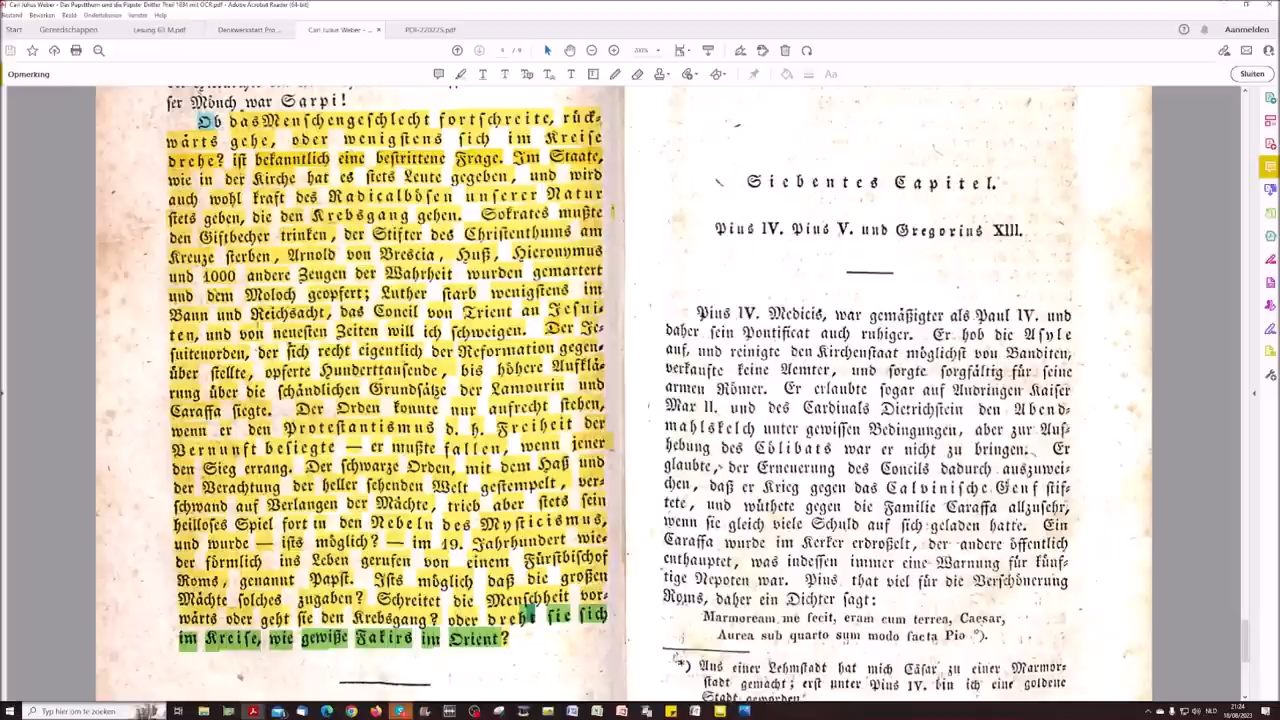 Carl Julius Weber - Das Papstthum und die Päpste Dritter Theil 1834 mit OCR.pdf - Adobe Acrobat Reader (64-bit)
Bestand Bewerken Beeld Ondertekenen Venster Help
Start Gereedschappen Lesung 63 M.pdf Denkwerkstatt Pro... Carl Julius Weber - ... × PCR-220225.pdf Aanmelden
9 / 9 200%
Opmerking Sluiten
ser Mönch war Sarpi!
Ob das Menschengeschlecht fortschreite, rück-
wärts gehe, oder wenigstens sich im Kreise
drehe? ist bekanntlich eine bestrittene Frage. Im Staate,
wie in der Kirche hat es stets Leute gegeben, und wird
auch wohl kraft des Radicalbösen unserer Natur
stets geben, die den Krebsgang gehen. Sokrates mußte
den Giftbecher trinken, der Stifter des Christenthums am
Kreuze sterben, Arnold von Brescia, Huß, Hieronymus
und 1000 andere Zeugen der Wahrheit wurden gemartert
und dem Moloch geopfert; Luther starb wenigstens im
Bann und Reichsacht, das Concil von Trient an Jesui-
ten, und von neuesten Zeiten will ich schweigen. Der Je-
suitenorden, der sich recht eigentlich der Reformation gegen-
über stellte, opferte Hunderttausende, bis höhere Aufklä-
rung über die schändlichen Grundsätze der Lamourin und
Caraffa siegte. Der Orden konnte nur aufrecht stehen,
wenn er den Protestantismus d. h. Freiheit der
Vernunft besiegte — er mußte fallen, wenn jener
den Sieg errang. Der schwarze Orden, mit dem Haß und
der Verachtung der heller sehenden Welt gestempelt, ver-
schwand auf Verlangen der Mächte, trieb aber stets sein
heilloses Spiel fort in den Nebeln des Mysticismus,
und wurde — ists möglich? — im 19. Jahrhundert wie-
der förmlich ins Leben gerufen von einem Fürstbischof
Roms, genannt Papst. Ists möglich daß die großen
Mächte solches zugaben? Schreitet die Menschheit vor-
wärts oder geht sie den Krebsgang? oder dreht sie sich
im Kreise, wie gewisse Fakirs im Orient?
Siebentes Capitel.
Pius IV. Pius V. und Gregorius XIII.
Pius IV. Medicis, war gemäßigter als Paul IV. und
daher sein Pontificat auch ruhiger. Er hob die Asyle
auf, und reinigte den Kirchenstaat möglichst von Banditen,
verkaufte keine Aemter, und sorgte sorgfältig für seine
armen Römer. Er erlaubte sogar auf Andringen Kaiser
Max II. und des Cardinals Dietrichstein den Abend-
mahlskelch unter gewissen Bedingungen, aber zur Auf-
hebung des Cölibats war er nicht zu bringen. Er
glaubte, der Erneuerung des Concils dadurch auszuwei-
chen, daß er Krieg gegen das Calvinische Genf stif-
tete, und wüthete gegen die Familie Caraffa allzusehr,
wenn sie gleich viele Schuld auf sich geladen hatte. Ein
Caraffa wurde im Kerker erdroßelt, der andere öffentlich
enthauptet, was indessen immer eine Warnung für künf-
tige Nepoten war. Pius that viel für die Verschönerung
Roms, daher ein Dichter sagt:
Marmoream me fecit, eram cum terrea, Caesar,
Aurea sub quarto sum modo facta Pio *).
*) Aus einer Lehmstadt hat mich Cäsar zu einer Marmor-
stadt gemacht; erst unter Pius IV. bin ich eine goldene
Stadt geworden.
Typ hier om te zoeken NLD 21:24
18/09/2023